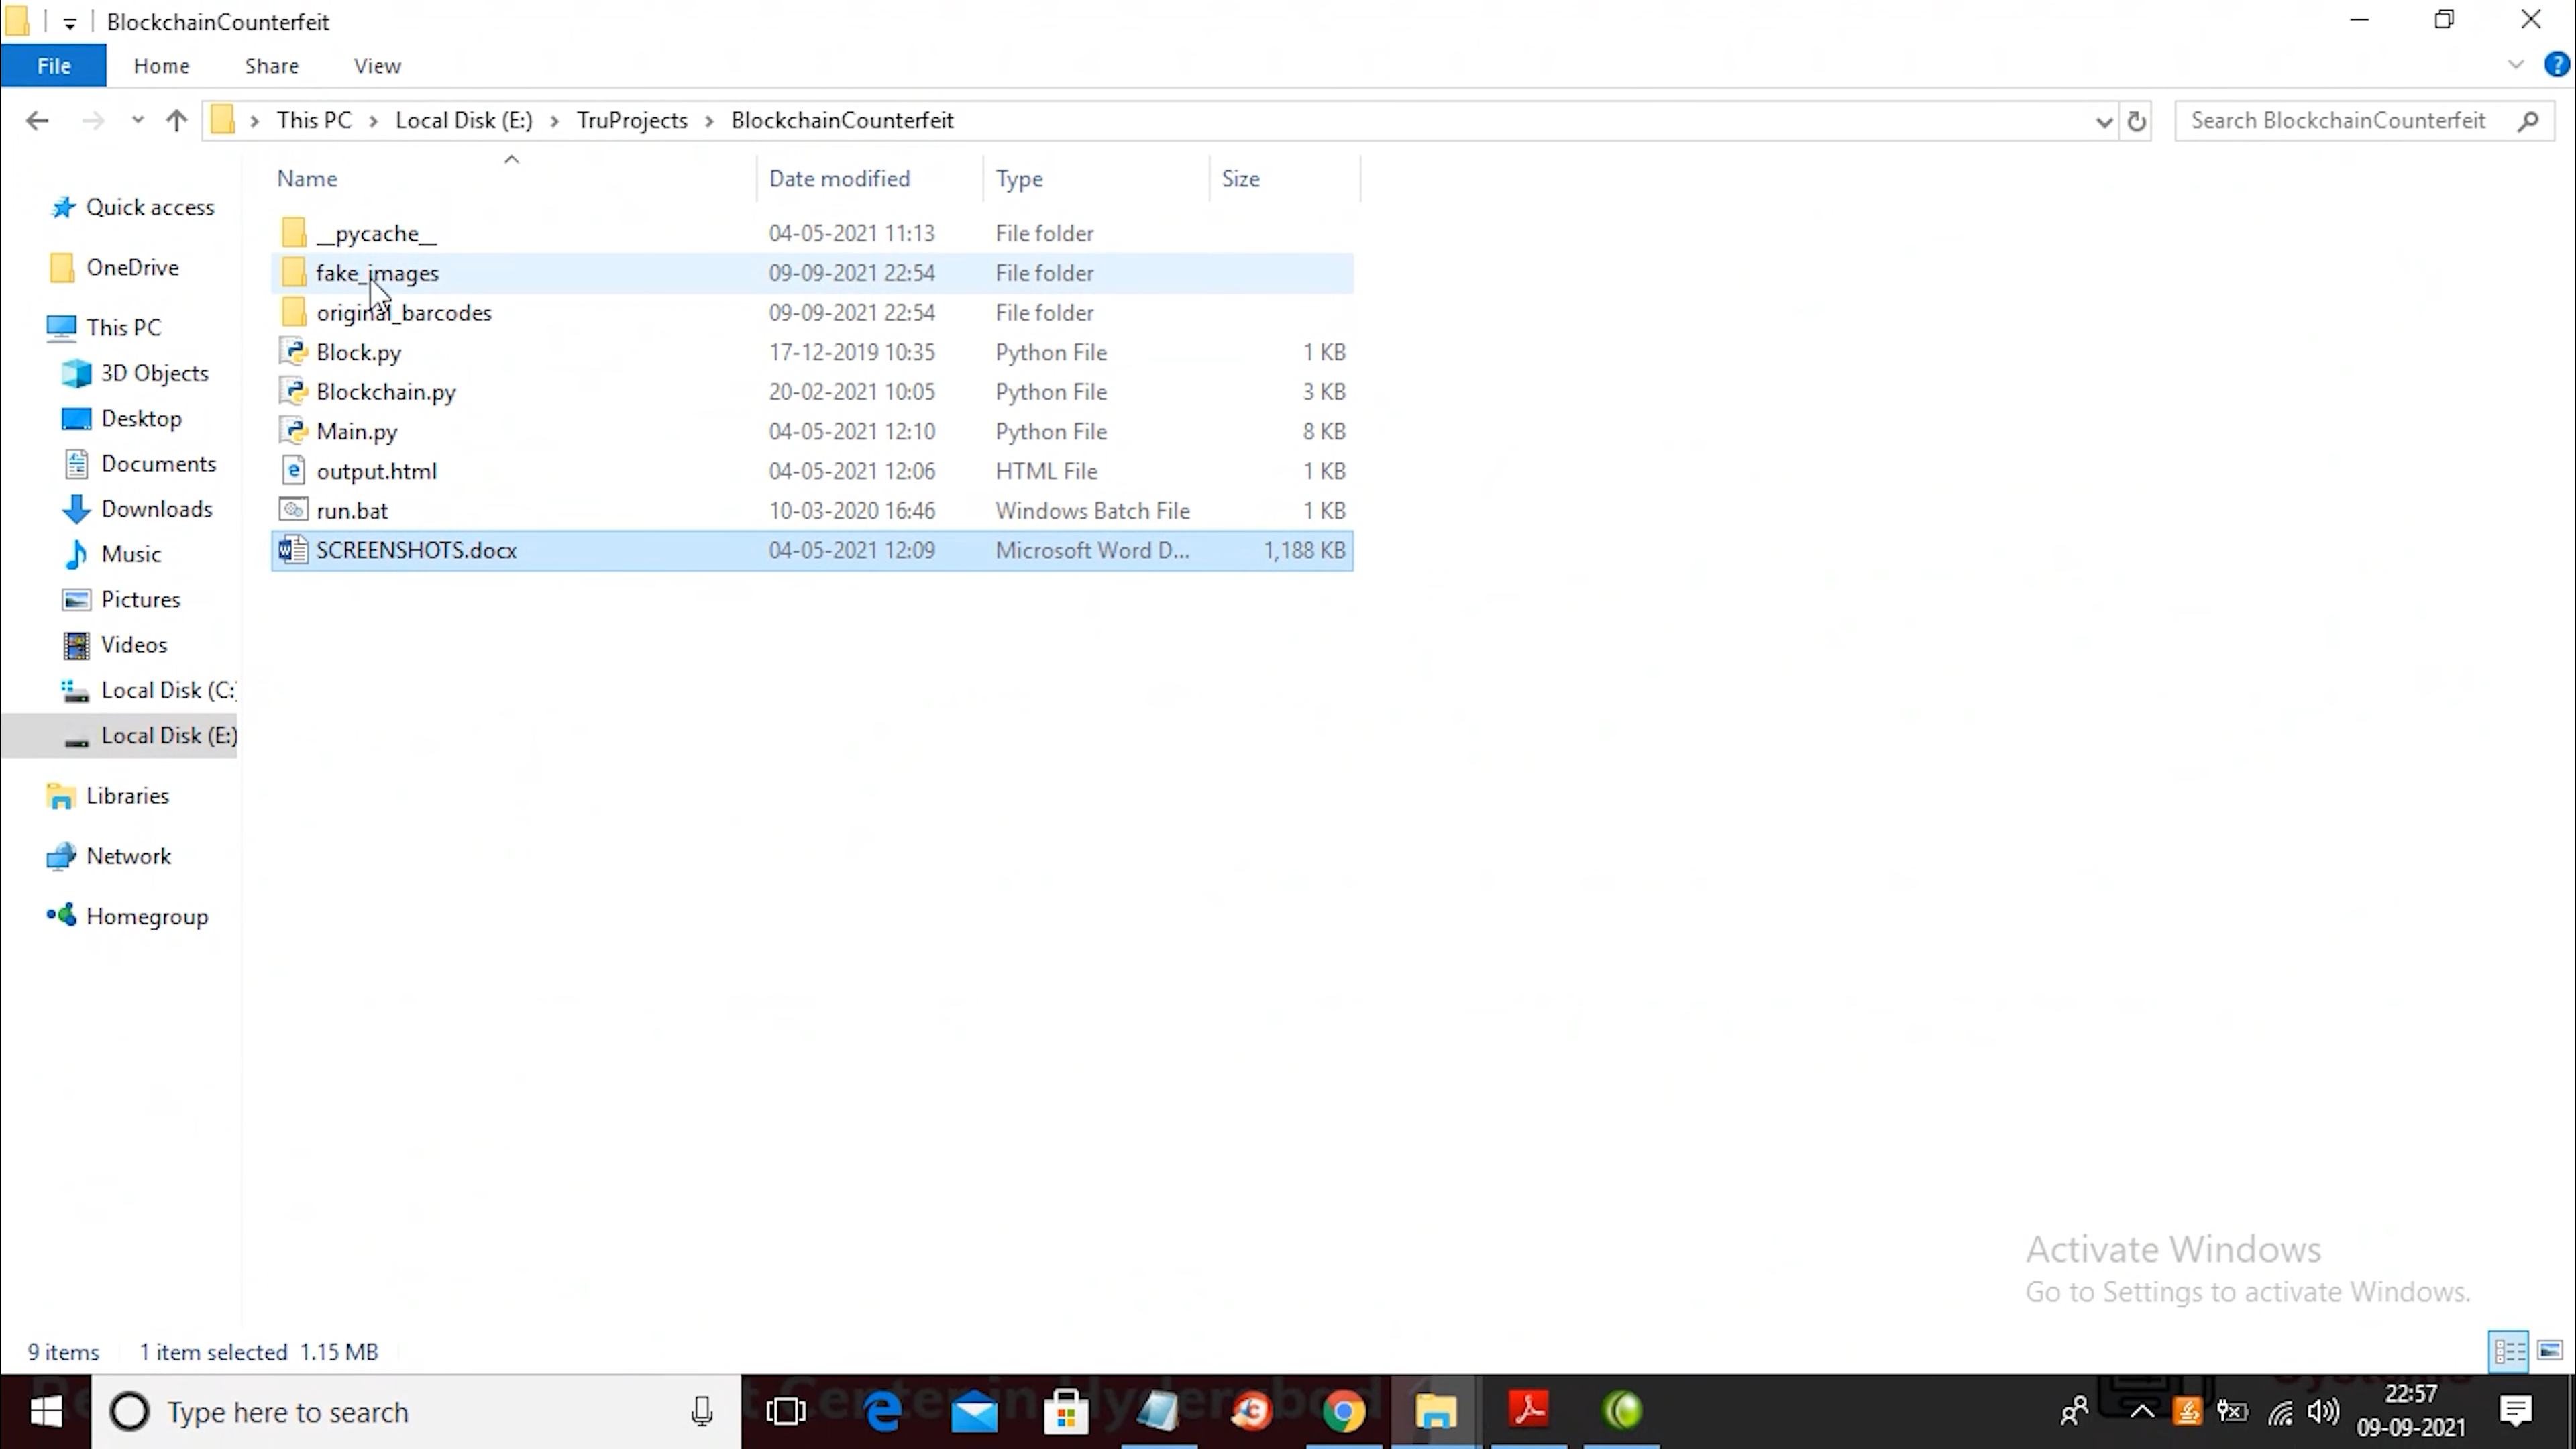 BlockchainCounterfeit
File Home Share View
This PC Local Disk (E:) TruProjects BlockchainCounterfeit Search BlockchainCounterfeit
Name Date modified Type Size
Quick access
OneDrive
This PC
3D Objects
Desktop
Documents
Downloads
Music
Pictures
Videos
Local Disk (C:
Local Disk (E:)
Libraries
Network
Homegroup
__pycache__ 04-05-2021 11:13 File folder
fake_images 09-09-2021 22:54 File folder
original_barcodes 09-09-2021 22:54 File folder
Block.py 17-12-2019 10:35 Python File 1 KB
Blockchain.py 20-02-2021 10:05 Python File 3 KB
Main.py 04-05-2021 12:10 Python File 8 KB
output.html 04-05-2021 12:06 HTML File 1 KB
run.bat 10-03-2020 16:46 Windows Batch File 1 KB
SCREENSHOTS.docx 04-05-2021 12:09 Microsoft Word D... 1,188 KB
Activate Windows
Go to Settings to activate Windows.
9 items 1 item selected 1.15 MB
Type here to search
22:57
09-09-2021